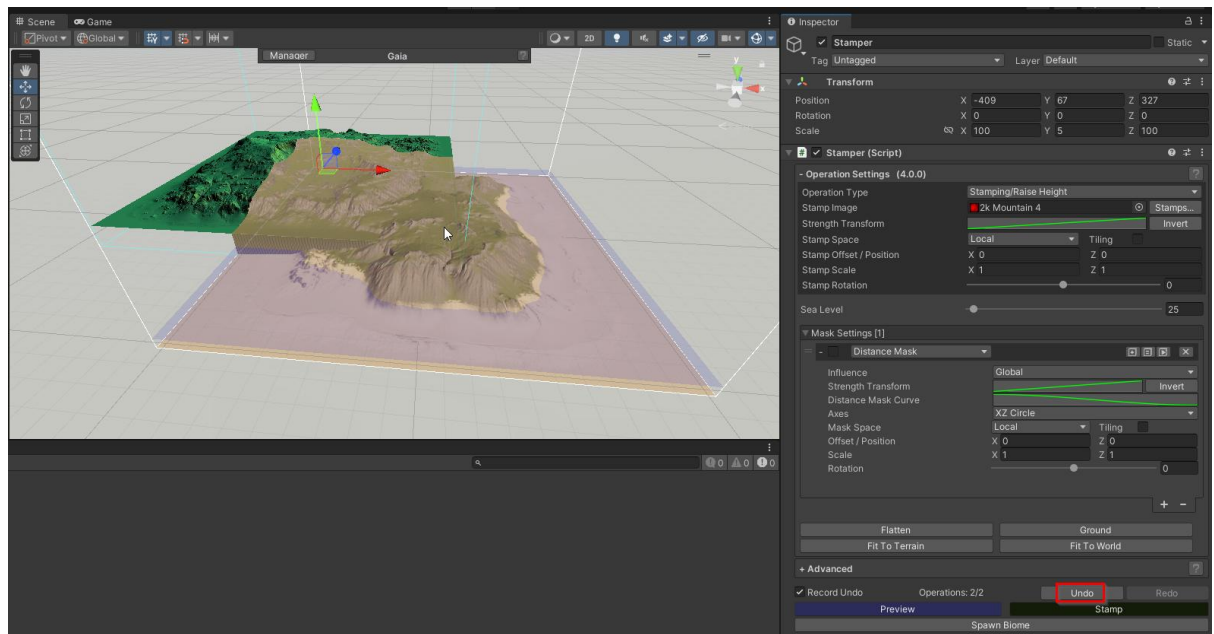 Scene Game
Pivot Global 2D
Manager Gaia
y
x
0 0 0
Inspector
Stamper Static
Tag Untagged Layer Default
Transform
Position X -409 Y 67 Z 327
Rotation X 0 Y 0 Z 0
Scale X 100 Y 5 Z 100
# Stamper (Script)
- Operation Settings (4.0.0) ?
Operation Type Stamping/Raise Height
Stamp Image 2k Mountain 4 Stamps...
Strength Transform Invert
Stamp Space Local Tiling
Stamp Offset / Position X 0 Z 0
Stamp Scale X 1 Z 1
Stamp Rotation 0
Sea Level 25
Mask Settings [1]
- Distance Mask
Influence Global
Strength Transform Invert
Distance Mask Curve
Axes XZ Circle
Mask Space Local Tiling
Offset / Position X 0 Z 0
Scale X 1 Z 1
Rotation 0
+ -
Flatten Ground
Fit To Terrain Fit To World
+ Advanced ?
Record Undo Operations: 2/2 Undo Redo
Preview Stamp
Spawn Biome